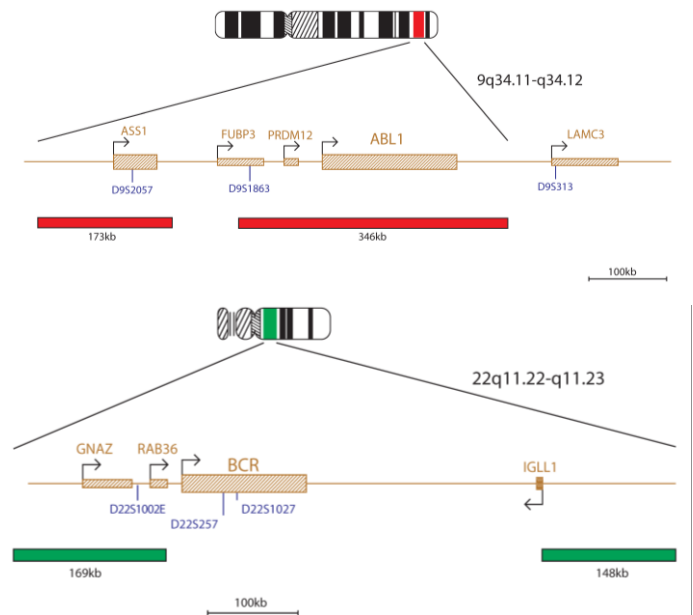 9q34.11-q34.12
ASS1 FUBP3 PRDM12 ABL1 LAMC3
D9S2057 D9S1863 D9S313
173kb 346kb
100kb
22q11.22-q11.23
GNAZ RAB36 BCR IGLL1
D22S1002E D22S1027
D22S257
169kb 148kb
100kb